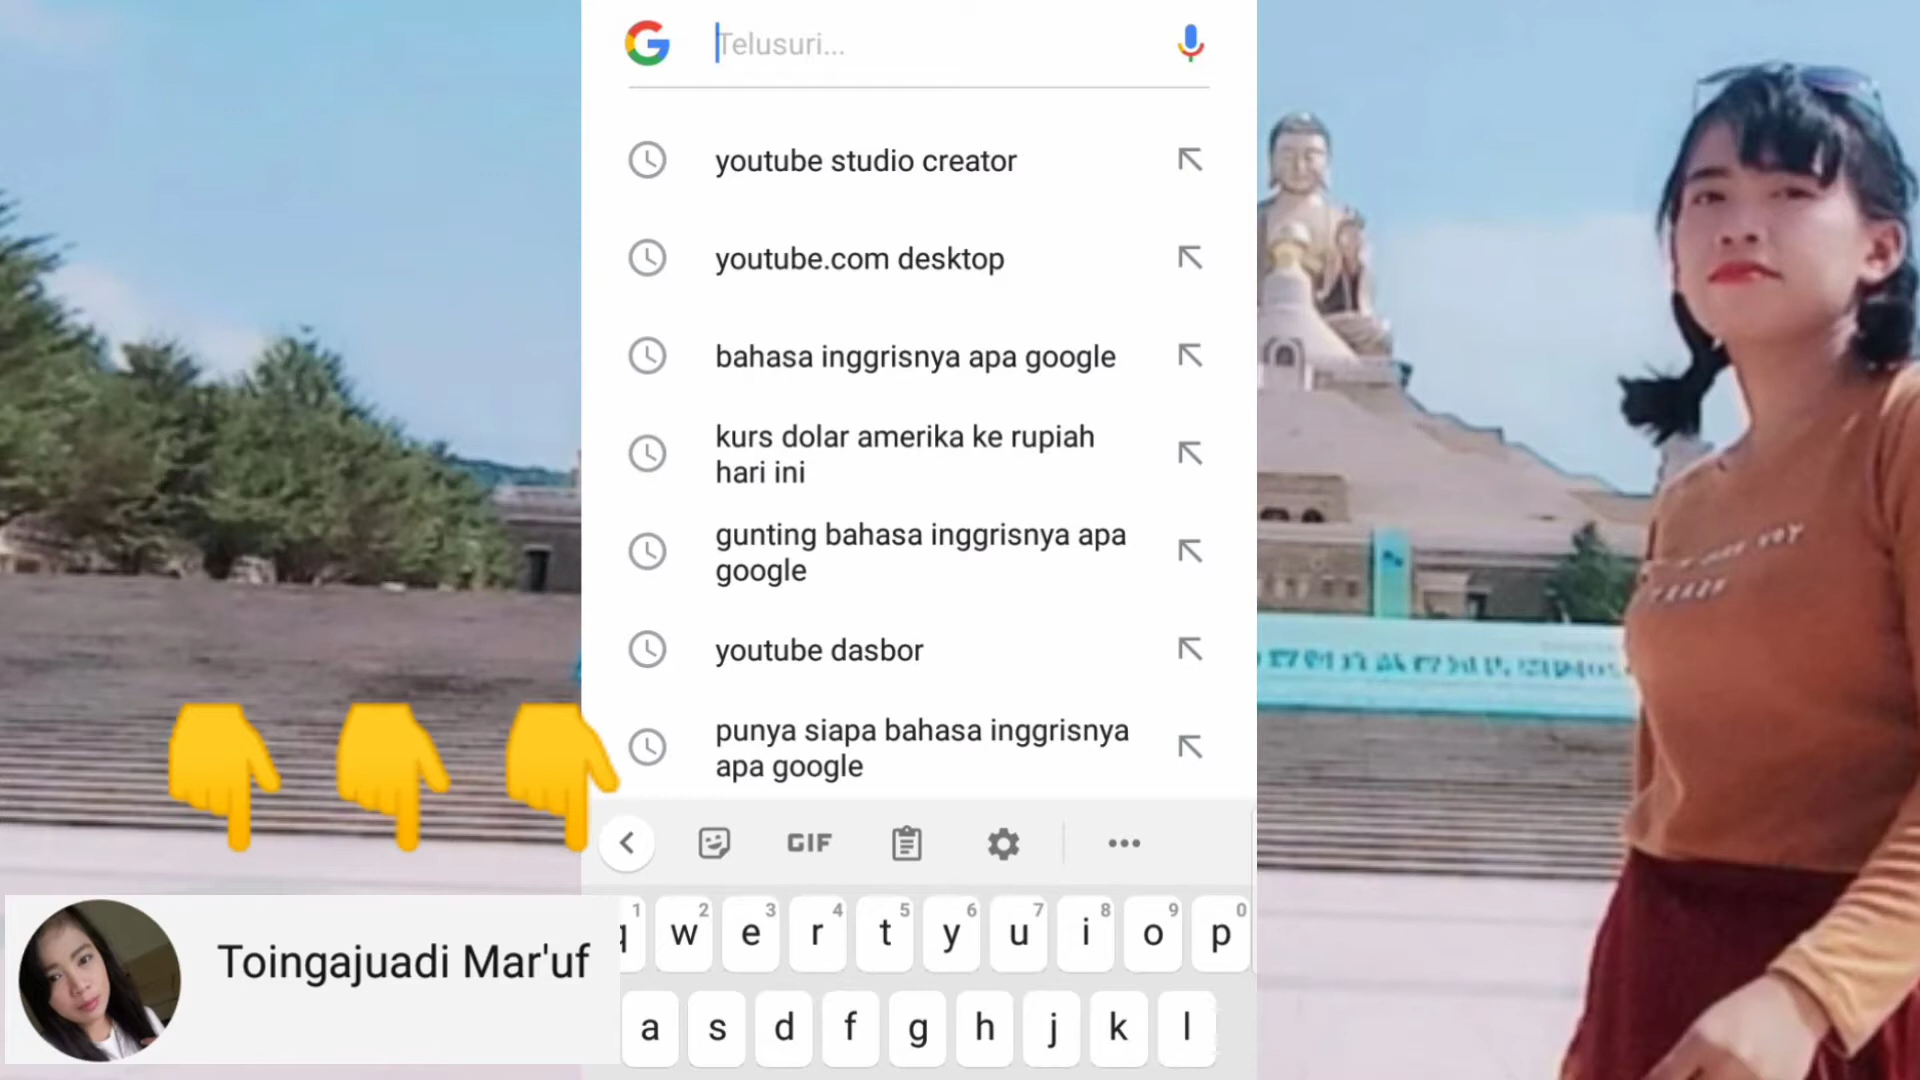 Telusuri...
youtube studio creator
youtube.com desktop
bahasa inggrisnya apa google
kurs dolar amerika ke rupiah
hari ini
gunting bahasa inggrisnya apa
google
youtube dasbor
punya siapa bahasa inggrisnya
apa google
GIF
1 2 3 4 5 6 7 8 9 0
q w e r t y u i o p
a s d f g h j k l
Toingajuadi Mar'uf